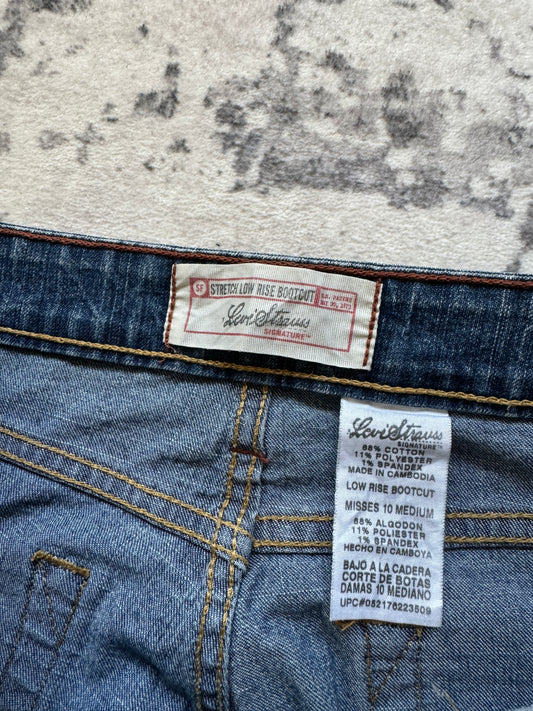 SF STRETCH LOW RISE BOOTCUT
Levi Strauss
SIGNATURE™
Levi Strauss
SIGNATURE™
88% COTTON
11% POLYESTER
1% SPANDEX
MADE IN CAMBODIA
LOW RISE BOOTCUT
MISSES 10 MEDIUM
88% ALGODON
11% POLIESTER
1% SPANDEX
HECHO EN CAMBOYA
BAJO A LA CADERA
CORTE DE BOTAS
DAMAS 10 MEDIANO
UPC#052176223509